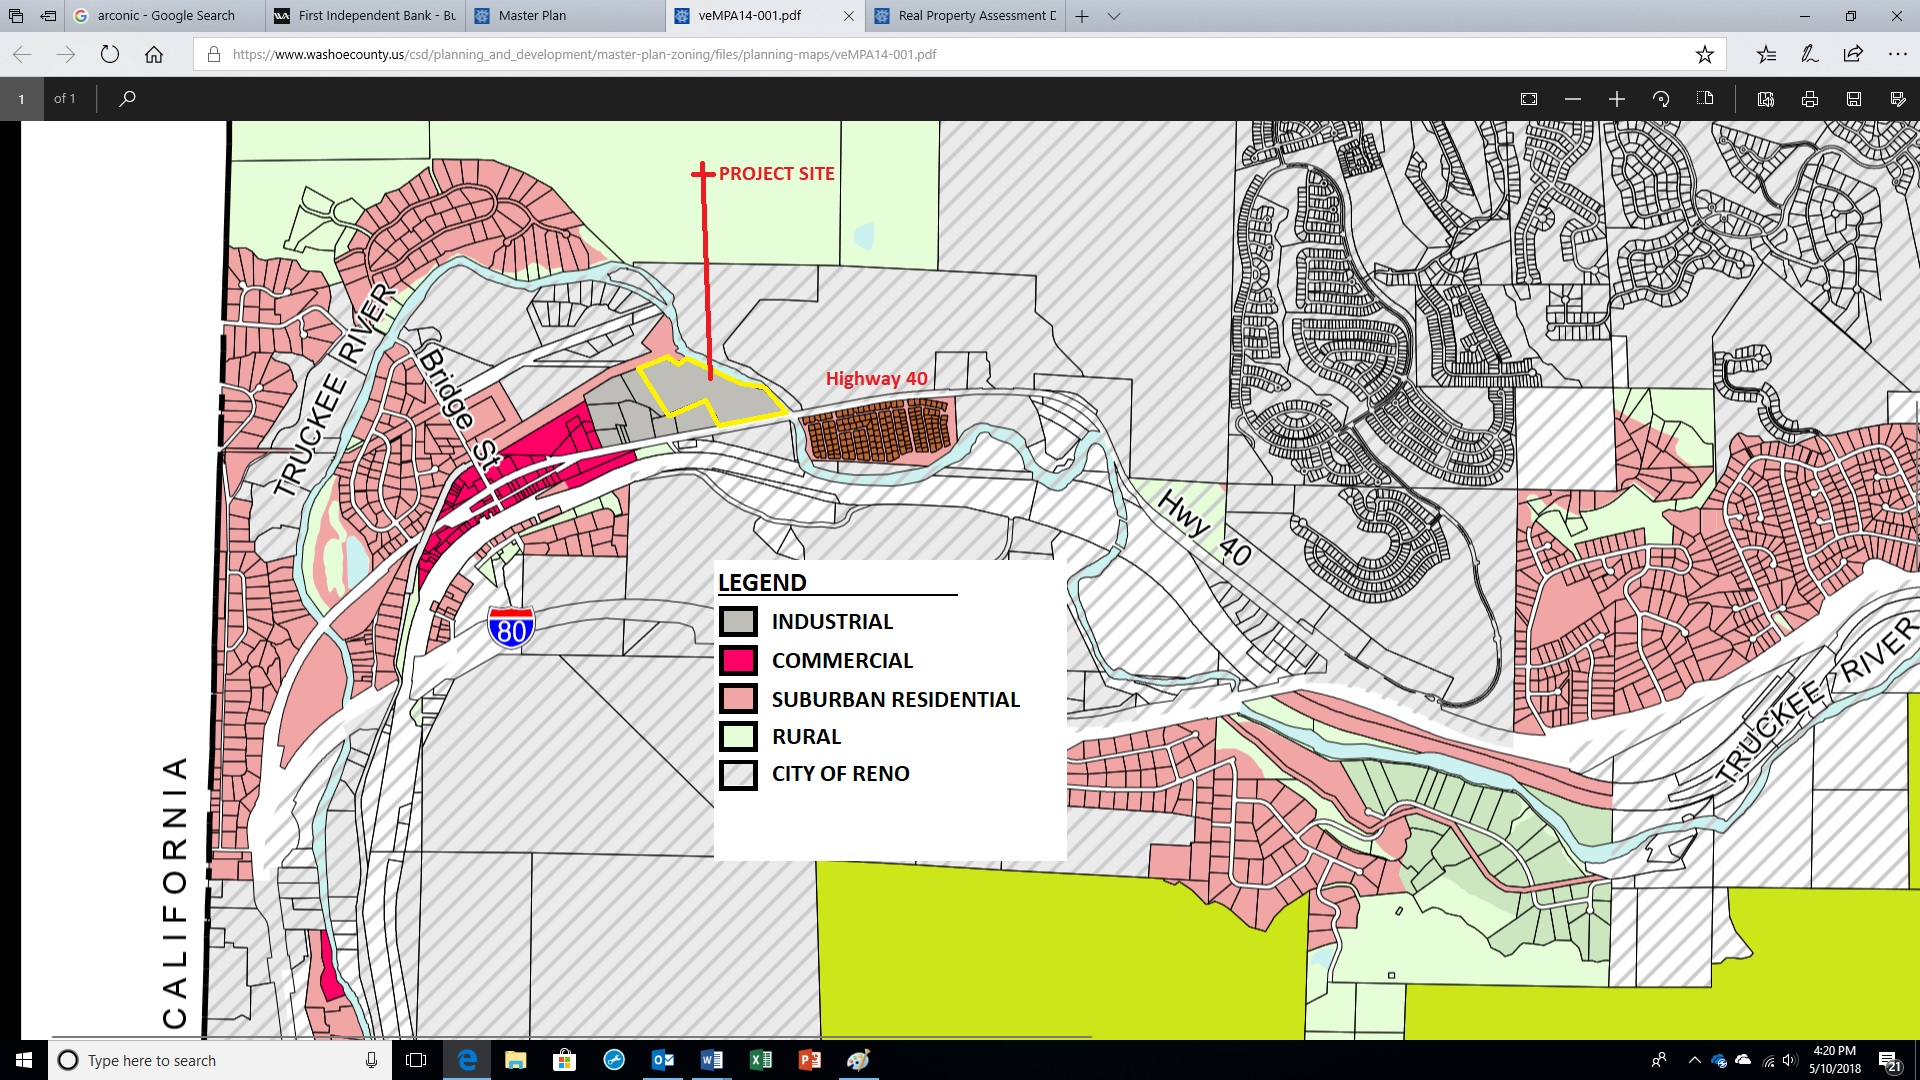 arconic - Google Search
First Independent Bank - Bu
Master Plan
veMPA14-001.pdf
Real Property Assessment D
https://www.washoecounty.us/csd/planning_and_development/master-plan-zoning/files/planning-maps/veMPA14-001.pdf
1
of 1
PROJECT SITE
TRUCKEE RIVER
Bridge St
Highway 40
Hwy 40
80
LEGEND
INDUSTRIAL
COMMERCIAL
SUBURBAN RESIDENTIAL
RURAL
CITY OF RENO
TRUCKEE RIVER
CALIFORNIA
Type here to search
4:20 PM
5/10/2018
21